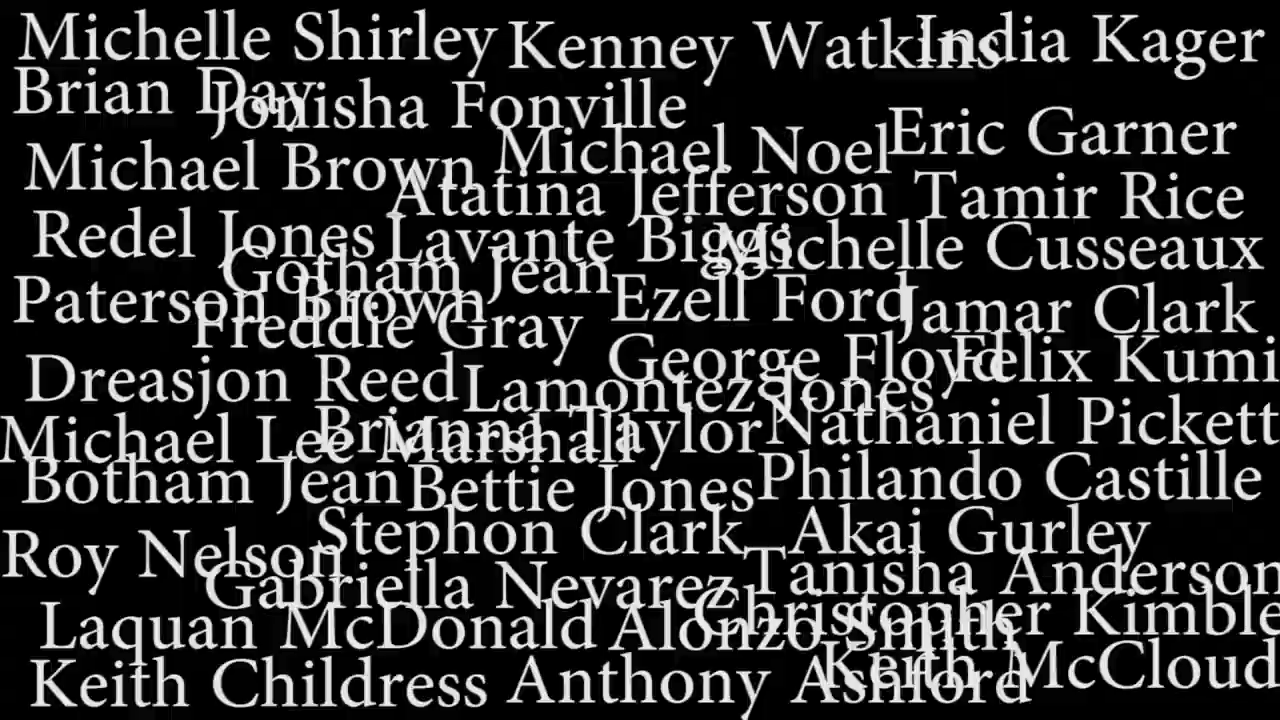 Michelle Shirley
Kenney Watkins
India Kager
Brian Day
Jonisha Fonville
Eric Garner
Michael Brown
Michael Noel
Atatina Jefferson
Tamir Rice
Redel Jones
Lavante Biggs
Michelle Cusseaux
Gotham Jean
Paterson Brown
Ezell Ford
Jamar Clark
Freddie Gray
George Floyd
Felix Kumi
Dreasjon Reed
Lamontez Jones
Brianna Taylor
Nathaniel Pickett
Michael Lee Marshall
Botham Jean
Bettie Jones
Philando Castille
Stephon Clark
Akai Gurley
Roy Nelson
Gabriella Nevarez
Tanisha Anderson
Christopher Kimble
Laquan McDonald
Alonzo Smith
Keith McCloud
Keith Childress
Anthony Ashford